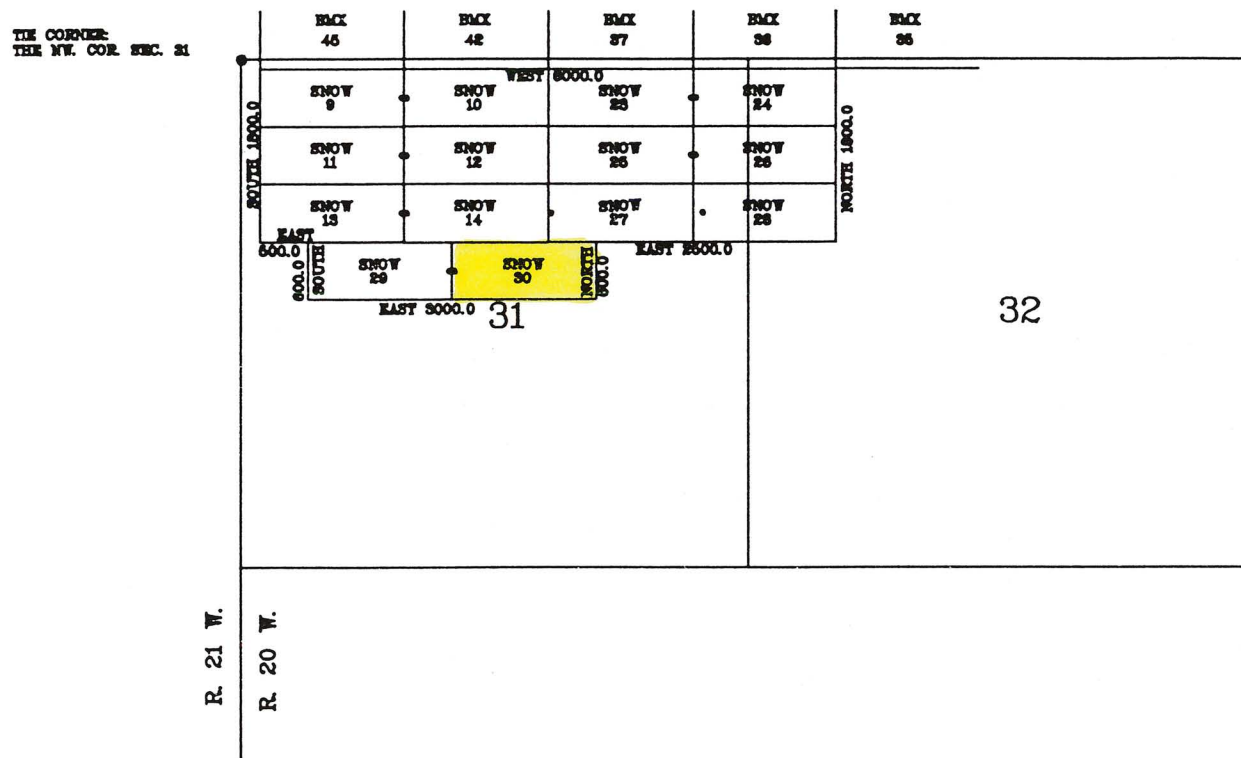 TIE CORNER:
THE NW. COR. SEC. 31
BMX
45
BMX
42
BMX
37
BMX
36
BMX
35
WEST 6000.0
SNOW
9
SNOW
10
SNOW
23
SNOW
24
SOUTH 1800.0
NORTH 1800.0
SNOW
11
SNOW
12
SNOW
25
SNOW
26
SNOW
13
SNOW
14
SNOW
27
SNOW
28
EAST
500.0
EAST 2500.0
600.0
SOUTH
SNOW
29
SNOW
30
NORTH
600.0
EAST 3000.0
31
32
R. 21 W.
R. 20 W.